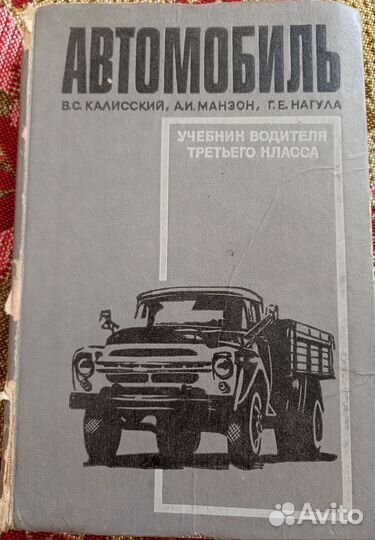 АВТОМОБИЛЬ
В.С. КАЛИССКИЙ, А.И. МАНЗОН, Г.Е. НАГУЛА
УЧЕБНИК ВОДИТЕЛЯ
ТРЕТЬЕГО КЛАССА
Avito